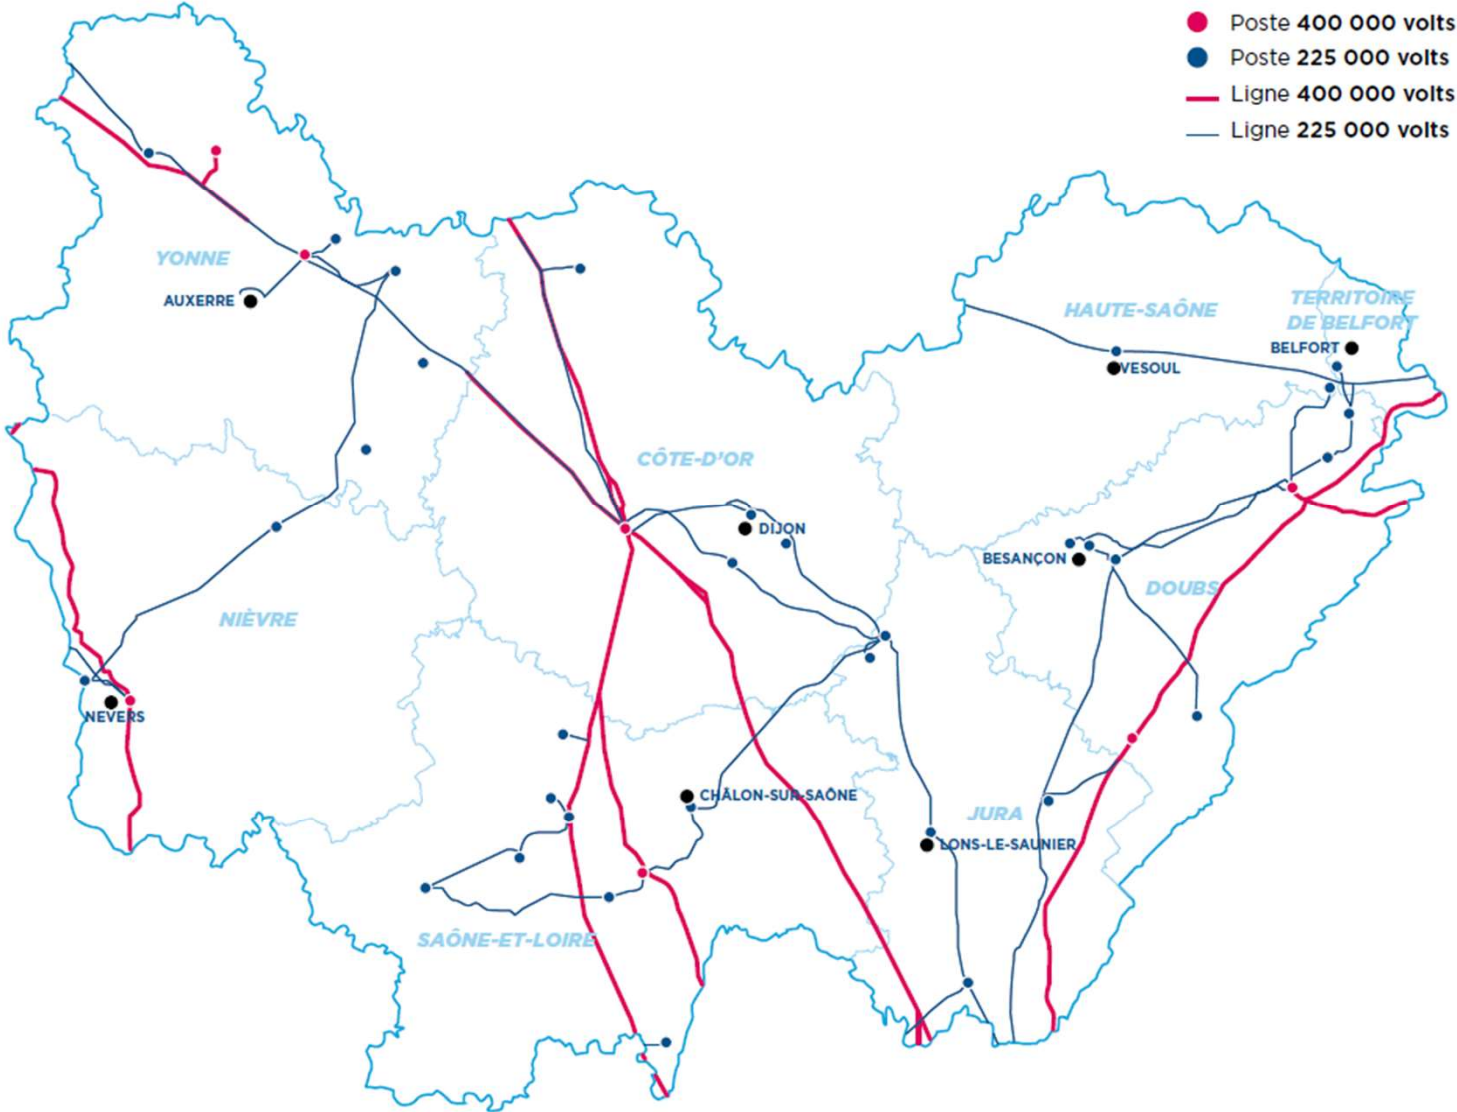 Poste 400 000 volts
Poste 225 000 volts
Ligne 400 000 volts
Ligne 225 000 volts
YONNE
AUXERRE
HAUTE-SAÔNE
TERRITOIRE
DE BELFORT
BELFORT
VESOUL
CÔTE-D'OR
DIJON
BESANÇON
DOUBS
NIÈVRE
NEVERS
CHÂLON-SUR-SAÔNE
JURA
LONS-LE-SAUNIER
SAÔNE-ET-LOIRE